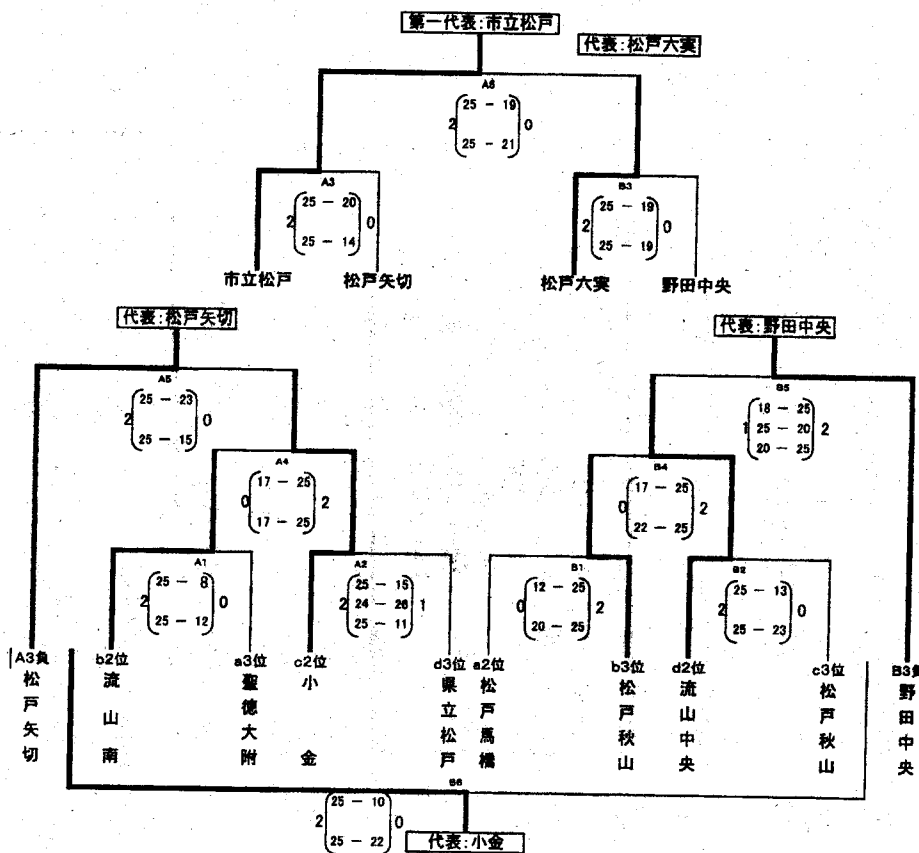 第一代表:市立松戸
代表:松戸六実
A6
25 - 19
2 0
25 - 21
A3
25 - 20
2 0
25 - 14
B3
25 - 19
2 0
25 - 19
市立松戸
松戸矢切
松戸六実
野田中央
代表:松戸矢切
代表:野田中央
A5
25 - 23
2 0
25 - 15
B5
18 - 25
1 25 - 20 2
20 - 25
A4
17 - 25
0 2
17 - 25
B4
17 - 25
0 2
22 - 25
A1
25 - 8
2 0
25 - 12
A2
25 - 15
2 24 - 26 1
25 - 11
B1
12 - 25
0 2
20 - 25
B2
25 - 13
2 0
25 - 23
A3負
松戸矢切
b2位
流山南
a3位
聖徳大附
c2位
小金
d3位
県立松戸
a2位
松戸馬橋
b3位
松戸秋山
d2位
流山中央
c3位
松戸秋山
B3負
野田中央
B6
25 - 10
2 0
25 - 22
代表:小金